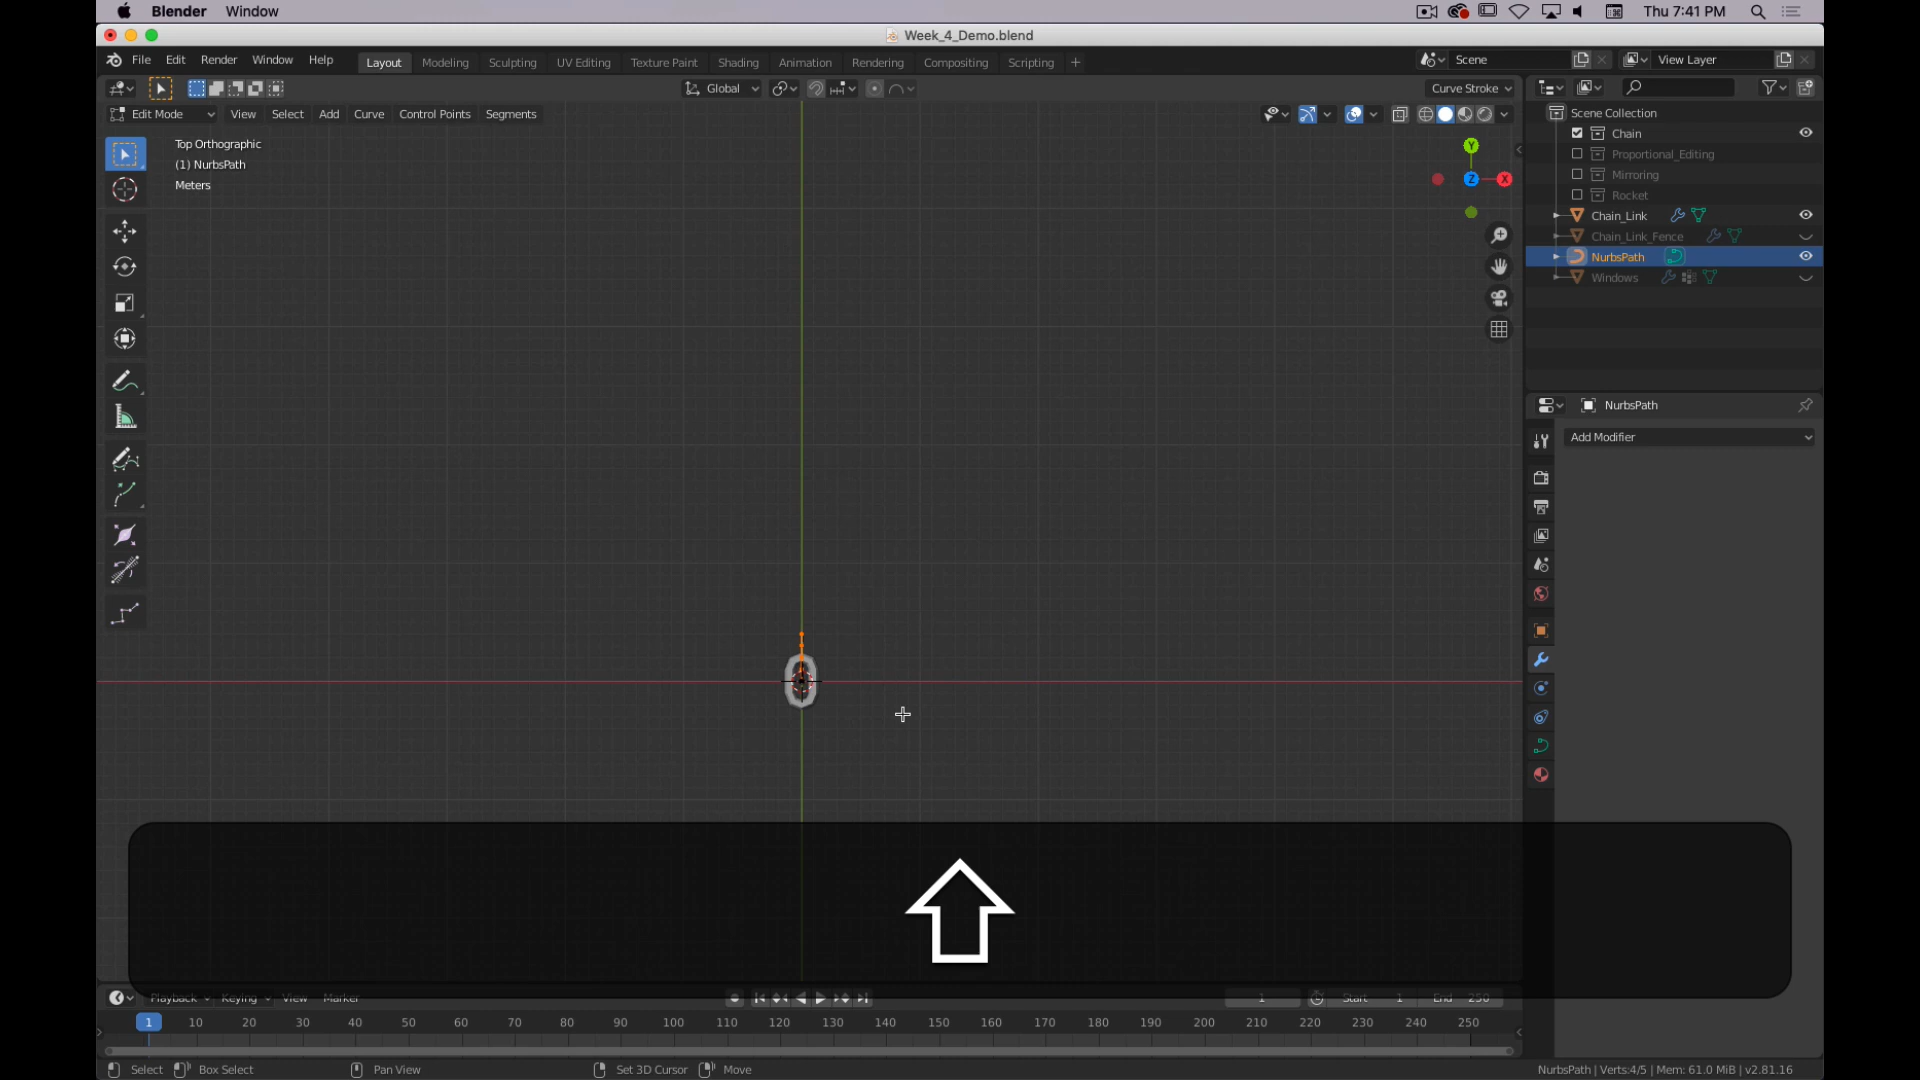 Blender Window Thu 7:41 PM
Week_4_Demo.blend
File Edit Render Window Help Layout Modeling Sculpting UV Editing Texture Paint Shading Animation Rendering Compositing Scripting + Scene View Layer
Global Curve Stroke
Edit Mode View Select Add Curve Control Points Segments
Scene Collection
Chain
Top Orthographic
(1) NurbsPath
Meters
Y
Z
X
Proportional_Editing
Mirroring
Rocket
Chain_Link
Chain_Link_Fence
NurbsPath
Windows
NurbsPath
Add Modifier
Playback Keying View Marker 1 Start 1 End 250
1 10 20 30 40 50 60 70 80 90 100 110 120 130 140 150 160 170 180 190 200 210 220 230 240 250
Select Box Select Pan View Set 3D Cursor Move NurbsPath | Verts:4/5 | Mem: 61.0 MiB | v2.81.16